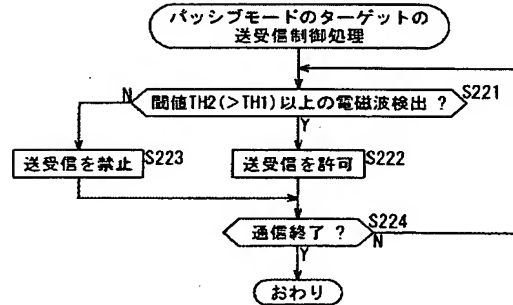 パッシブモードのターゲットの
送受信制御処理
閾値TH2(>TH1)以上の電磁波検出 ?
S221
N
Y
送受信を禁止
S223
送受信を許可
S222
通信終了 ?
S224
N
Y
おわり